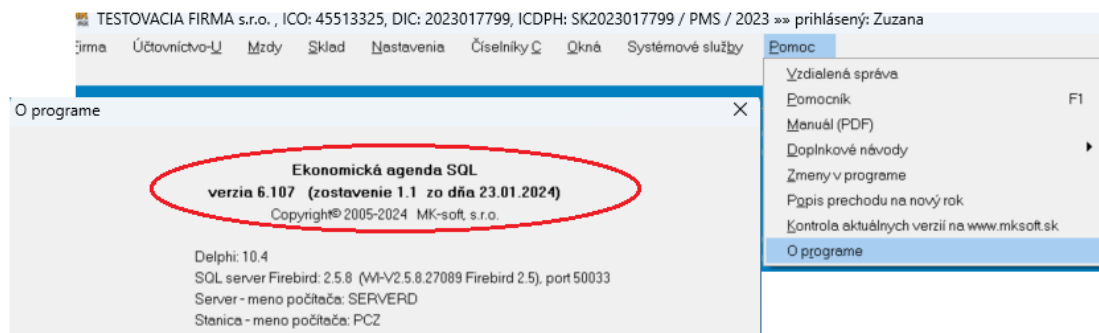 TESTOVACIA FIRMA s.r.o. , ICO: 45513325, DIC: 2023017799, ICDPH: SK2023017799 / PMS / 2023 »» prihlásený: Zuzana
Firma Účtovníctvo-U Mzdy Sklad Nastavenia Číselníky C Okná Systémové služby Pomoc
Vzdialená správa
Pomocník F1
Manuál (PDF)
Doplnkové návody
Zmeny v programe
Popis prechodu na nový rok
Kontrola aktuálnych verzií na www.mksoft.sk
O programe
O programe
Ekonomická agenda SQL
verzia 6.107 (zostavenie 1.1 zo dňa 23.01.2024)
Copyright© 2005-2024 MK-soft, s.r.o.
Delphi: 10.4
SQL server Firebird: 2.5.8 (WI-V2.5.8.27089 Firebird 2.5), port 50033
Server - meno počítača: SERVERD
Stanica - meno počítača: PCZ